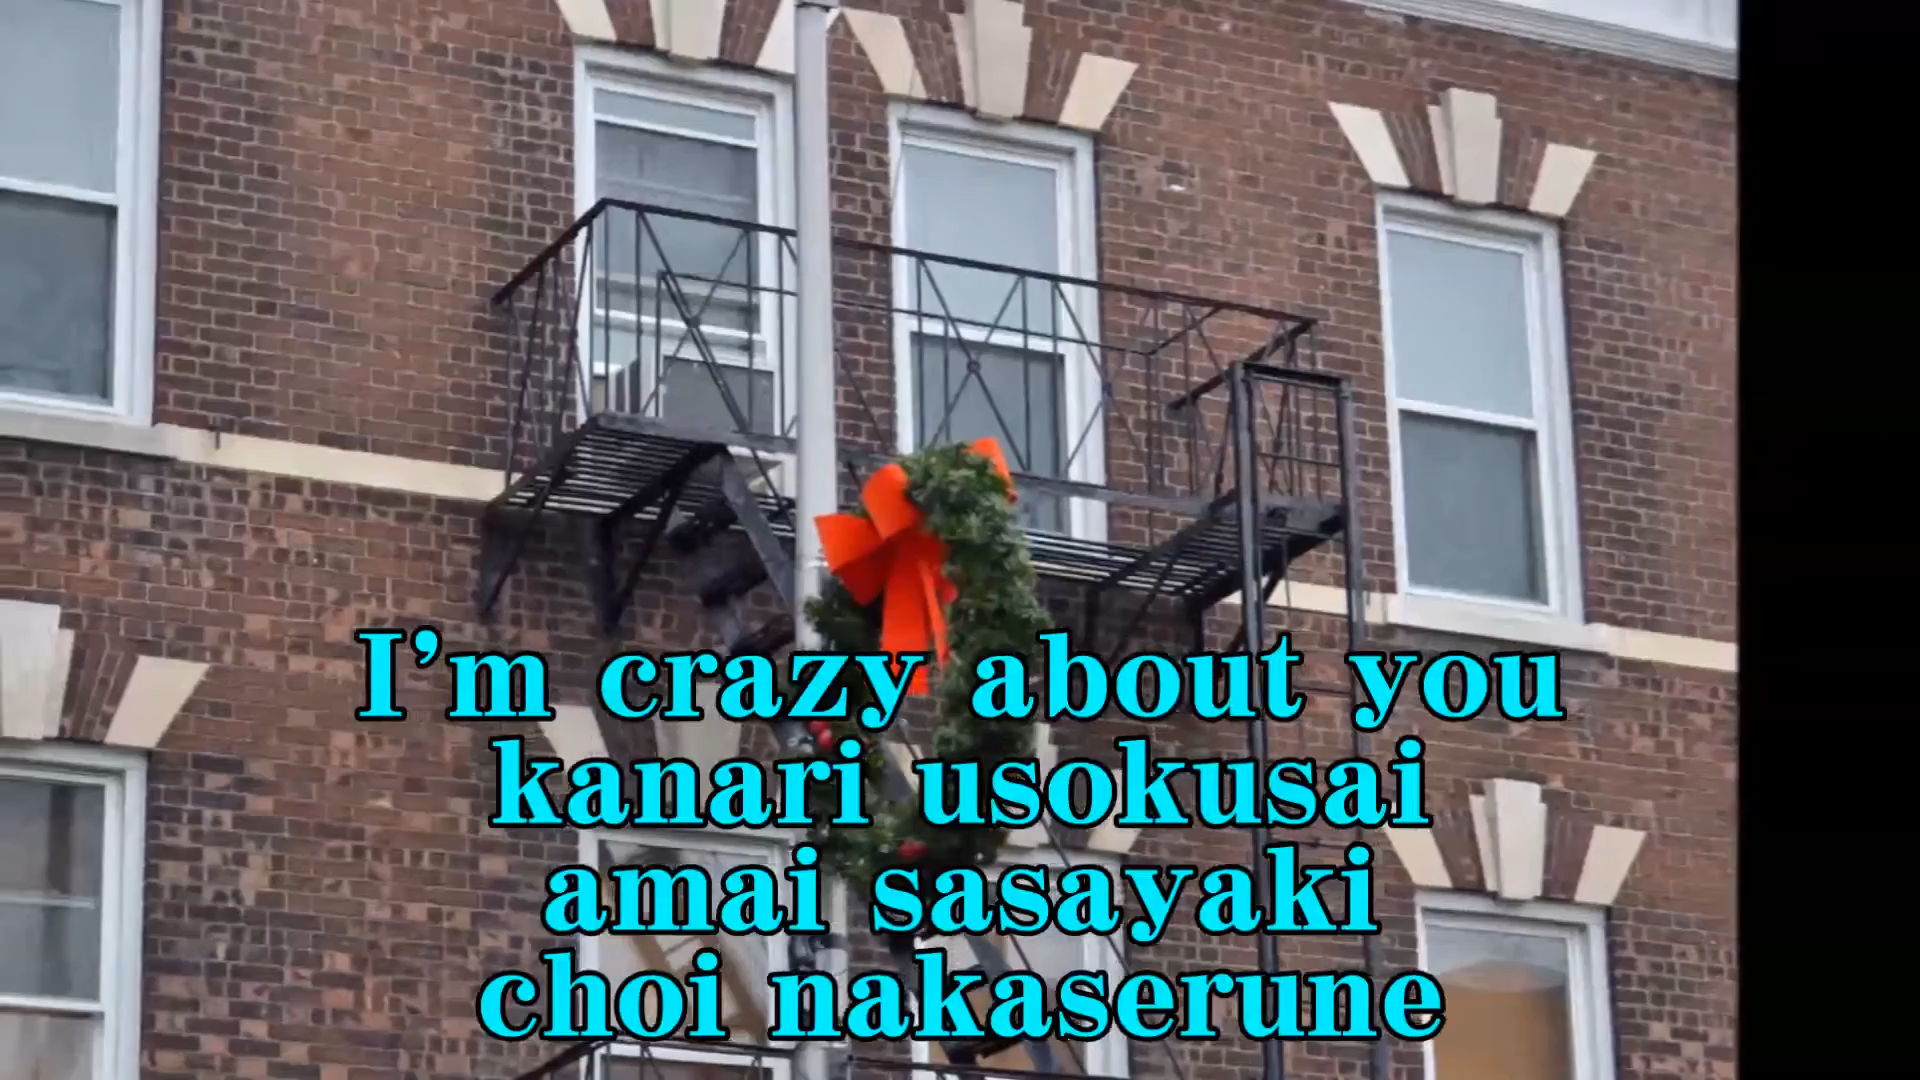 I’m crazy about you
kanari usokusai
amai sasayaki
choi nakaserune